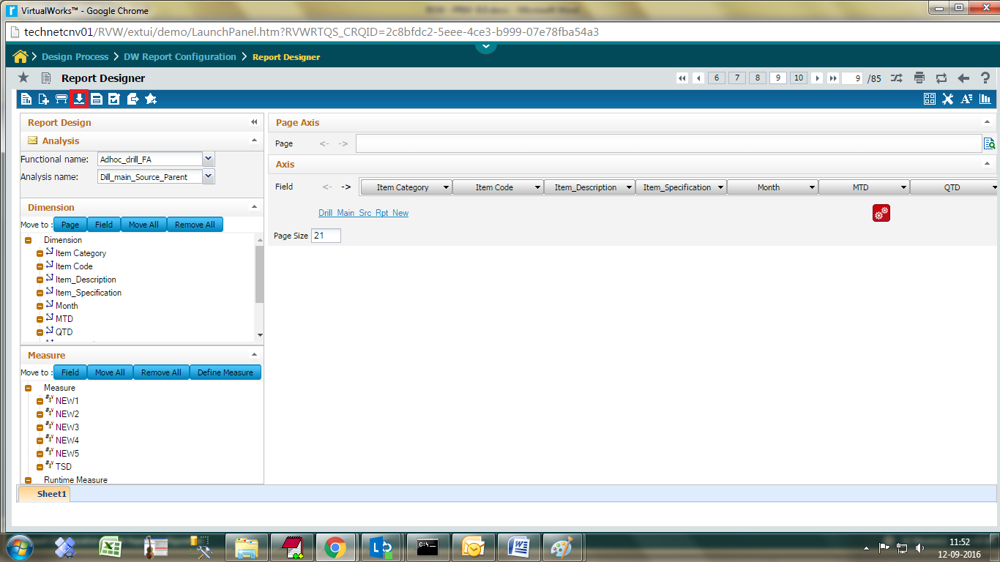 VirtualWorks™ - Google Chrome
technetcnv01/RVW/extui/demo/LaunchPanel.htm?RVWRTQS_CRQID=2c8bfdc2-5eee-4ce3-b999-07e78fba54a3
Design Process > DW Report Configuration > Report Designer
Report Designer
6 7 8 9 10 9 /85
Report Design
Analysis
Functional name: Adhoc_drill_FA
Analysis name: Dill_main_Source_Parent
Dimension
Move to : Page Field Move All Remove All
Dimension
Item Category
Item Code
Item_Description
Item_Specification
Month
MTD
QTD
Measure
Move to : Field Move All Remove All Define Measure
Measure
NEW1
NEW2
NEW3
NEW4
NEW5
TSD
Runtime Measure
Page Axis
Page <- ->
Axis
Field <- -> Item Category Item Code Item_Description Item_Specification Month MTD QTD
Drill_Main_Src_Rpt_New
Page Size 21
Sheet1
11:52
12-09-2016